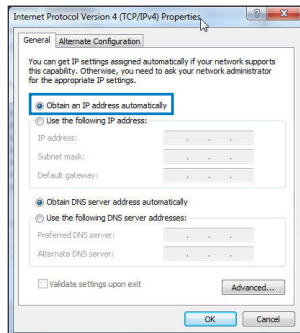 Internet Protocol Version 4 (TCP/IPv4) Properties
General
Alternate Configuration
You can get IP settings assigned automatically if your network supports
this capability. Otherwise, you need to ask your network administrator
for the appropriate IP settings.
Obtain an IP address automatically
Use the following IP address:
IP address:
Subnet mask:
Default gateway:
Obtain DNS server address automatically
Use the following DNS server addresses:
Preferred DNS server:
Alternate DNS server:
Validate settings upon exit
Advanced...
OK
Cancel